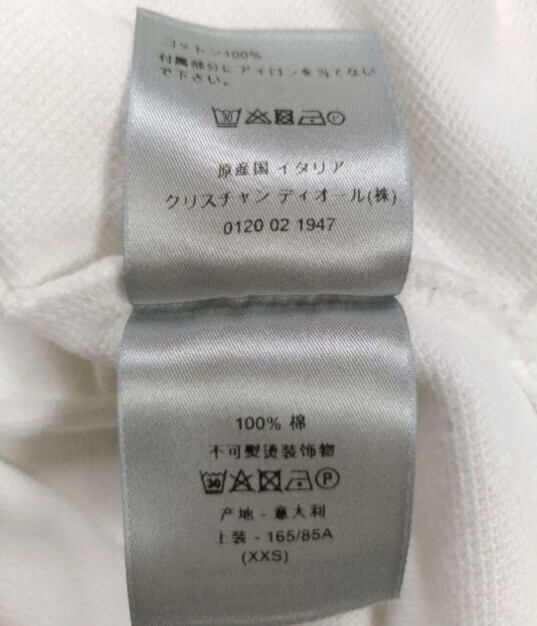 コットン100%
付属部分にアイロンを当てない
で下さい。
30
原産国 イタリア
クリスチャン ディオール(株)
0120 02 1947
100% 棉
不可熨烫装饰物
30 P
产地 - 意大利
上装 - 165/85A
(XXS)